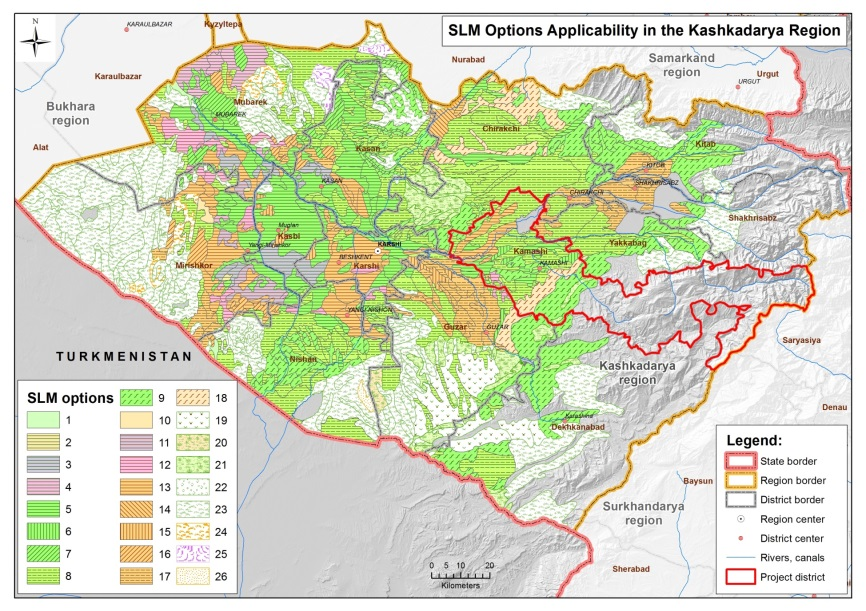 SLM Options Applicability in the Kashkadarya Region
N
KARAULBAZAR
Kyzyltepa
Karaulbazar
Nurabad
Samarkand
region
Urgut
URGUT
Bukhara
region
Alat
Mubarek
MUBAREK
Chirakchi
Kitab
KITOB
Kasan
KASAN
SHAKHRISABZ
CHIRAKCHI
Shakhrisabz
Muglan
Kasbi
Yangi Mirishkor
KARSHI
Yakkabag
Kamashi
KAMASHI
Mirishkor
BESHKENT
Karshi
YANGI NISHON
Guzar
GUZAR
Saryasiya
TURKMENISTAN
Nishan
Kashkadarya
region
Denau
Karashina
Dekhkanabad
Baysun
Surkhandarya
region
Sherabad
SLM options
1
2
3
4
5
6
7
8
9
10
11
12
13
14
15
16
17
18
19
20
21
22
23
24
25
26
0 5 10 20
Kilometers
Legend:
State border
Region border
District border
Region center
District center
Rivers, canals
Project district